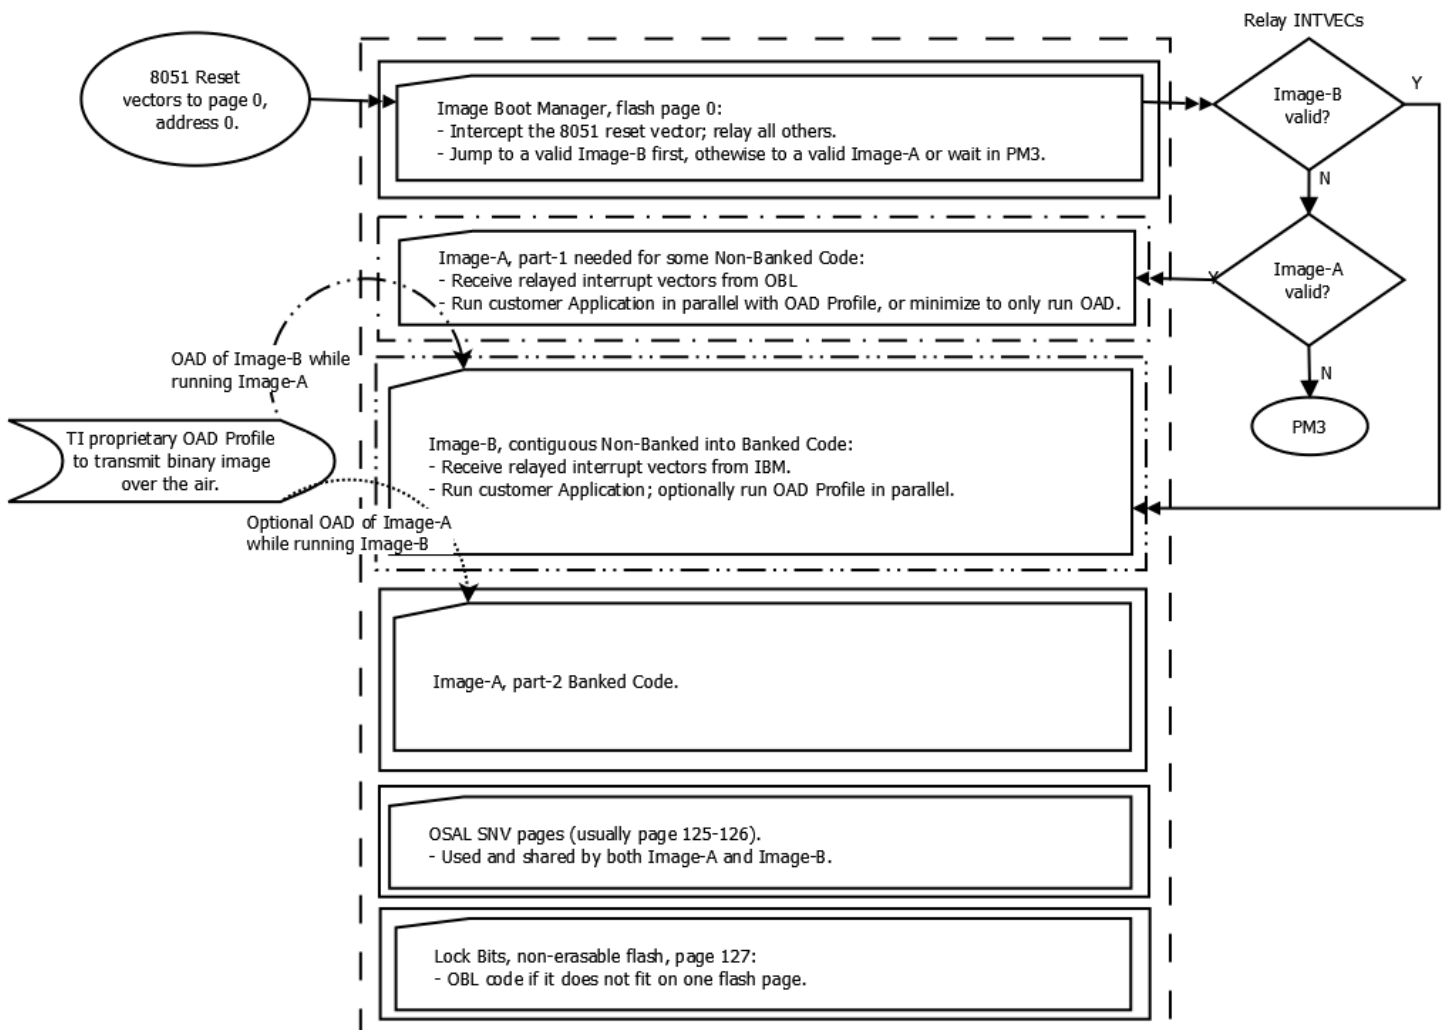 Relay INTVECs
8051 Reset
vectors to page 0,
address 0.
Image Boot Manager, flash page 0:
- Intercept the 8051 reset vector; relay all others.
- Jump to a valid Image-B first, othewise to a valid Image-A or wait in PM3.
Image-B
valid?
Y
N
Image-A, part-1 needed for some Non-Banked Code:
- Receive relayed interrupt vectors from OBL
- Run customer Application in parallel with OAD Profile, or minimize to only run OAD.
Image-A
valid?
Y
N
PM3
OAD of Image-B while
running Image-A
TI proprietary OAD Profile
to transmit binary image
over the air.
Image-B, contiguous Non-Banked into Banked Code:
- Receive relayed interrupt vectors from IBM.
- Run customer Application; optionally run OAD Profile in parallel.
Optional OAD of Image-A
while running Image-B
Image-A, part-2 Banked Code.
OSAL SNV pages (usually page 125-126).
- Used and shared by both Image-A and Image-B.
Lock Bits, non-erasable flash, page 127:
- OBL code if it does not fit on one flash page.